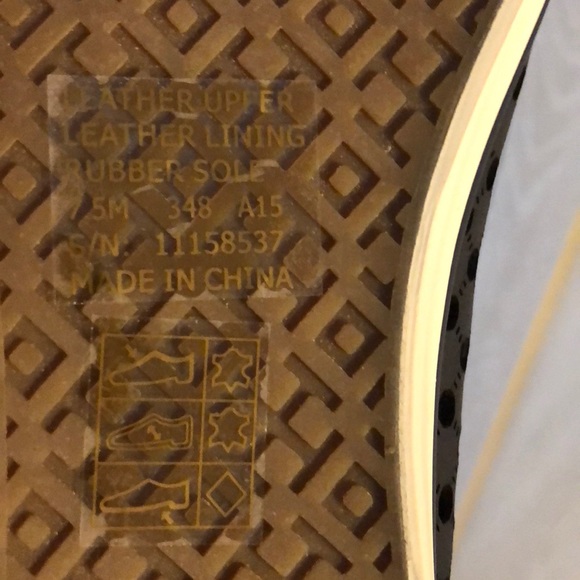 LEATHER UPPER
LEATHER LINING
RUBBER SOLE
7.5M 348 A15
S/N: 11158537
MADE IN CHINA